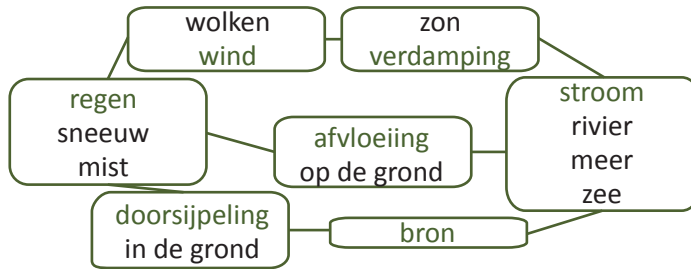 wolken
wind
zon
verdamping
regen
sneeuw
mist
afvloeiing
op de grond
stroom
rivier
meer
zee
doorsijpeling
in de grond
bron